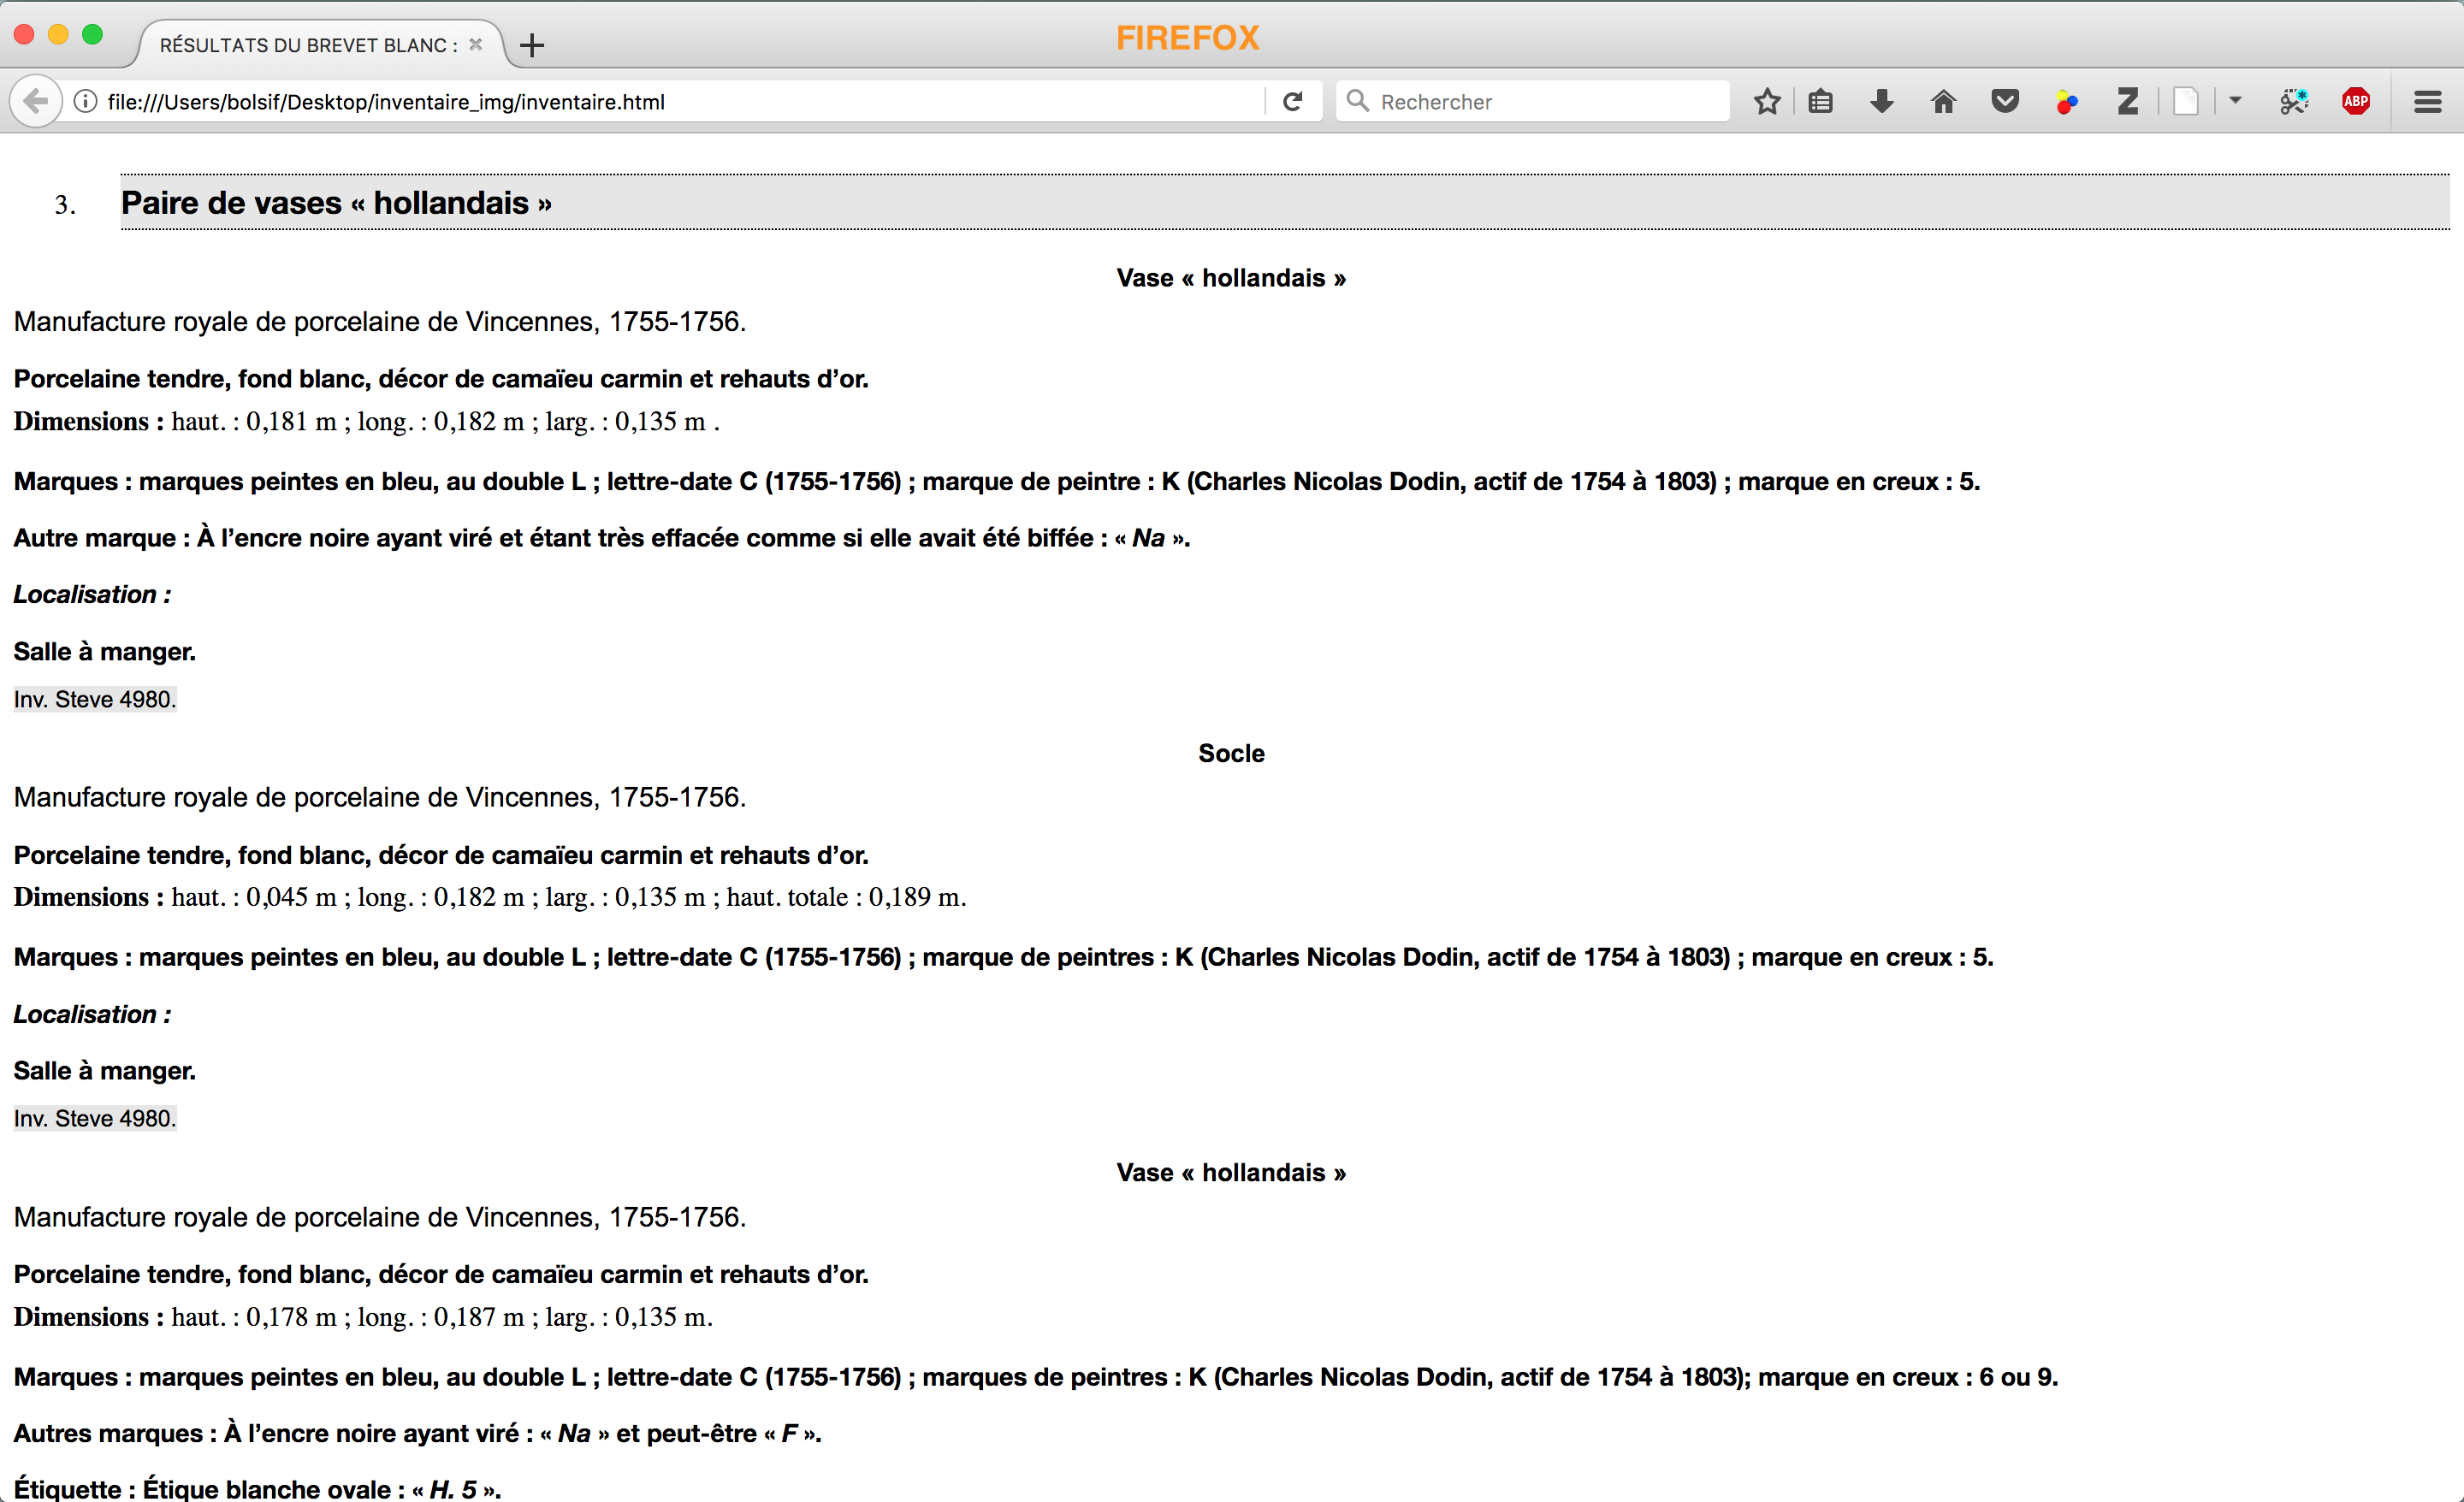 FIREFOX
RÉSULTATS DU BREVET BLANC :
file:///Users/bolsif/Desktop/inventaire_img/inventaire.html
Rechercher
Z
ABP
3. Paire de vases « hollandais »
Vase « hollandais »
Manufacture royale de porcelaine de Vincennes, 1755-1756.
Porcelaine tendre, fond blanc, décor de camaïeu carmin et rehauts d’or.
Dimensions : haut. : 0,181 m ; long. : 0,182 m ; larg. : 0,135 m .
Marques : marques peintes en bleu, au double L ; lettre-date C (1755-1756) ; marque de peintre : K (Charles Nicolas Dodin, actif de 1754 à 1803) ; marque en creux : 5.
Autre marque : À l’encre noire ayant viré et étant très effacée comme si elle avait été biffée : « Na ».
Localisation :
Salle à manger.
Inv. Steve 4980.
Socle
Manufacture royale de porcelaine de Vincennes, 1755-1756.
Porcelaine tendre, fond blanc, décor de camaïeu carmin et rehauts d’or.
Dimensions : haut. : 0,045 m ; long. : 0,182 m ; larg. : 0,135 m ; haut. totale : 0,189 m.
Marques : marques peintes en bleu, au double L ; lettre-date C (1755-1756) ; marque de peintres : K (Charles Nicolas Dodin, actif de 1754 à 1803) ; marque en creux : 5.
Localisation :
Salle à manger.
Inv. Steve 4980.
Vase « hollandais »
Manufacture royale de porcelaine de Vincennes, 1755-1756.
Porcelaine tendre, fond blanc, décor de camaïeu carmin et rehauts d’or.
Dimensions : haut. : 0,178 m ; long. : 0,187 m ; larg. : 0,135 m.
Marques : marques peintes en bleu, au double L ; lettre-date C (1755-1756) ; marques de peintres : K (Charles Nicolas Dodin, actif de 1754 à 1803); marque en creux : 6 ou 9.
Autres marques : À l’encre noire ayant viré : « Na » et peut-être « F ».
Étiquette : Étique blanche ovale : « H. 5 ».